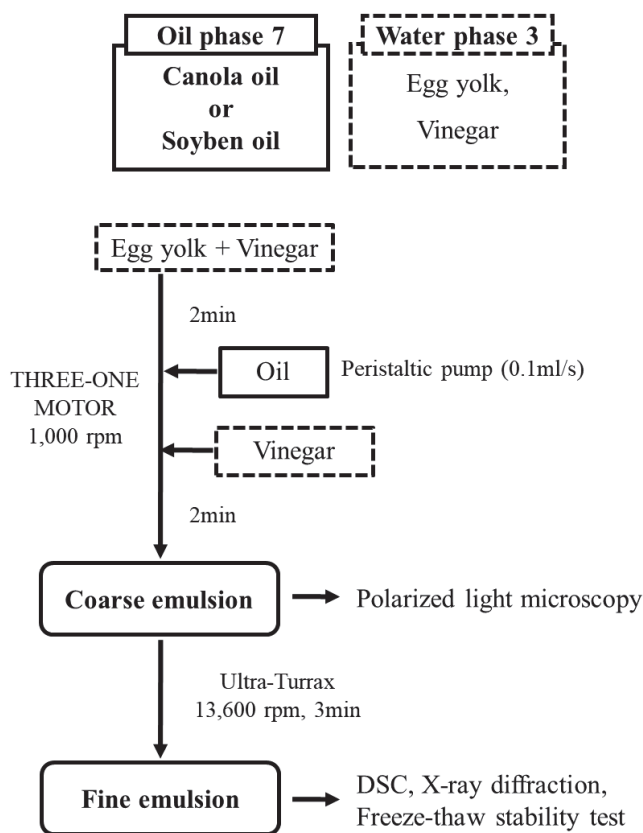 Oil phase 7
Canola oil
or
Soyben oil
Water phase 3
Egg yolk,
Vinegar
Egg yolk + Vinegar
2min
Oil
Peristaltic pump (0.1ml/s)
THREE-ONE
MOTOR
1,000 rpm
Vinegar
2min
Coarse emulsion
Polarized light microscopy
Ultra-Turrax
13,600 rpm, 3min
Fine emulsion
DSC, X-ray diffraction,
Freeze-thaw stability test